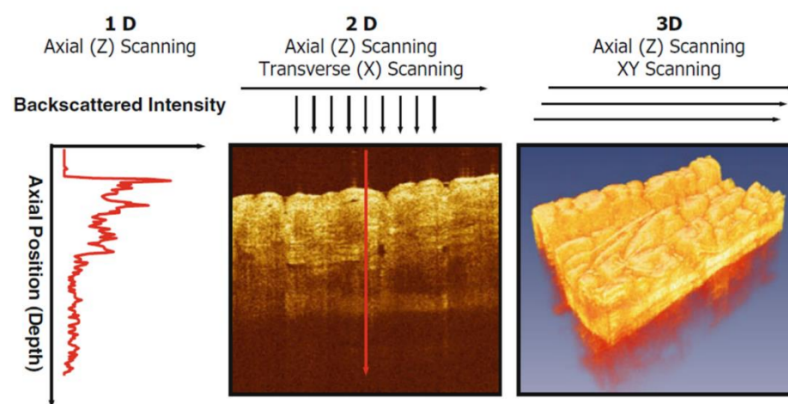 1 D
Axial (Z) Scanning
Backscattered Intensity
Axial Position (Depth)
2 D
Axial (Z) Scanning
Transverse (X) Scanning
3D
Axial (Z) Scanning
XY Scanning